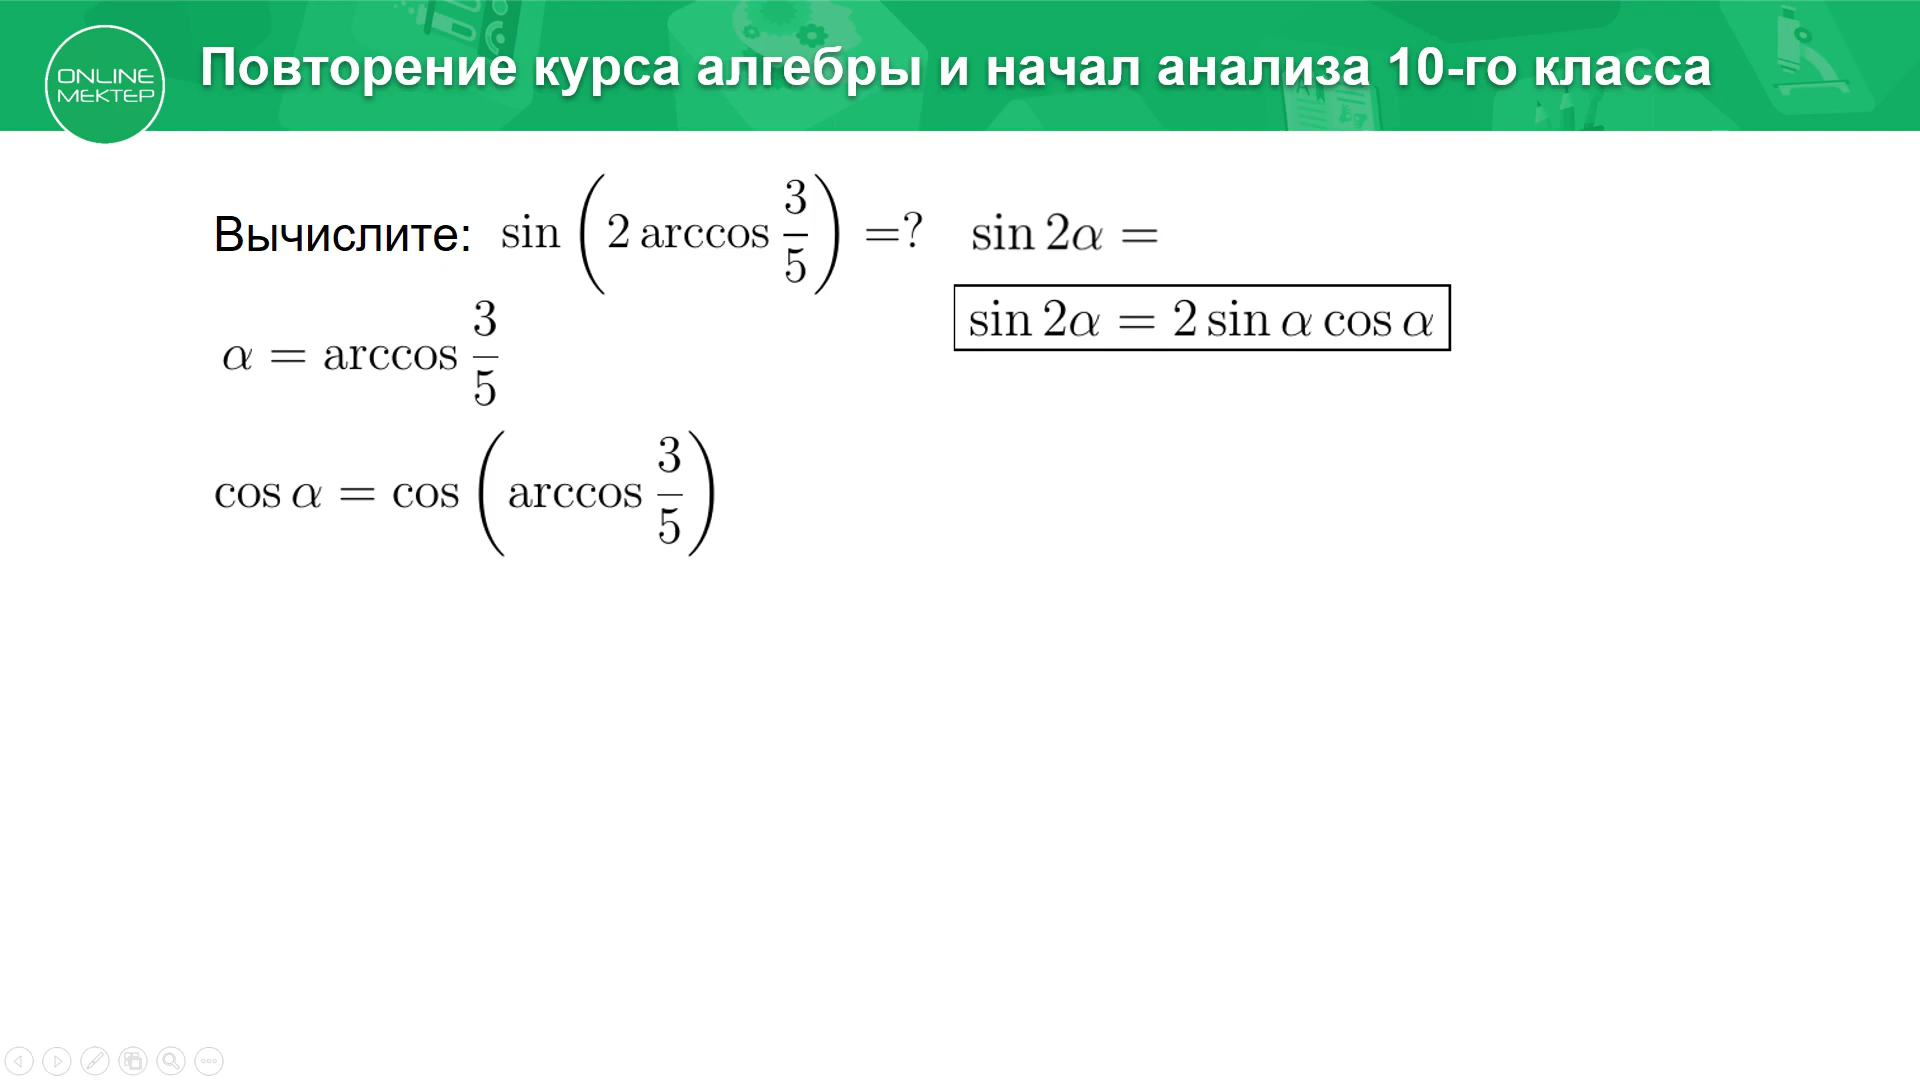 ONLINE
MEKTEP
Повторение курса алгебры и начал анализа 10-го класса
Вычислите: sin (2 arccos 3/5) =? sin 2α =
sin 2α = 2 sin α cos α
α = arccos 3/5
cos α = cos (arccos 3/5)